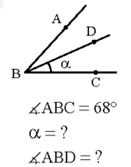 A
D
α
B
C
∡ABC = 68°
α = ?
∡ABD = ?